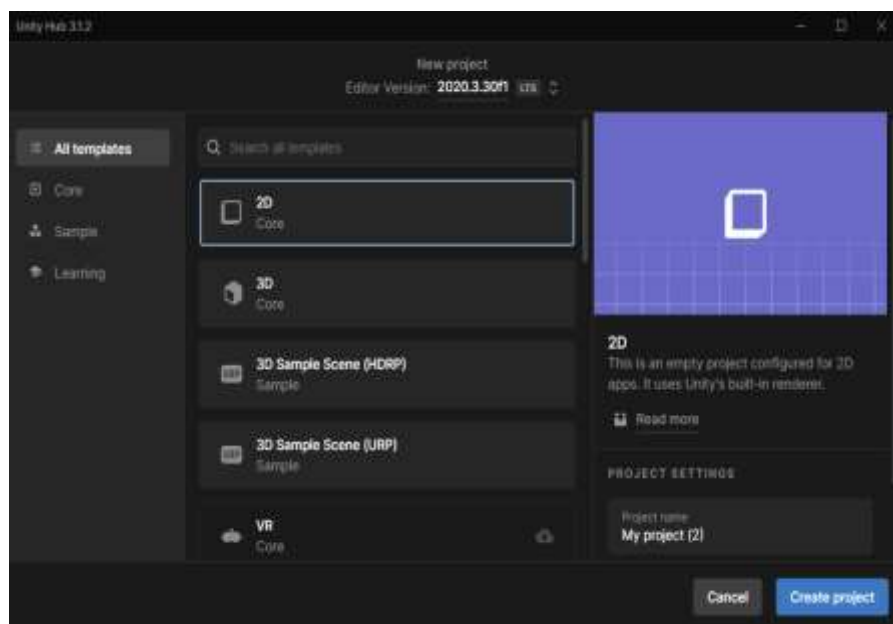 Unity Hub 3.1.2
New project
Editor Version: 2020.3.30f1 LTS
All templates
Core
Sample
Learning
Search all templates
2D
Core
3D
Core
3D Sample Scene (HDRP)
Sample
3D Sample Scene (URP)
Sample
VR
Core
2D
This is an empty project configured for 2D
apps. It uses Unity's built-in renderer.
Read more
PROJECT SETTINGS
Project name
My project (2)
Cancel
Create project